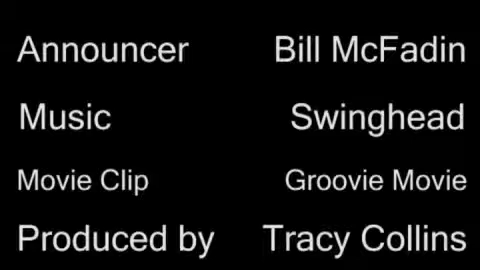 Announcer Bill McFadin
Music Swinghead
Movie Clip Groovie Movie
Produced by Tracy Collins